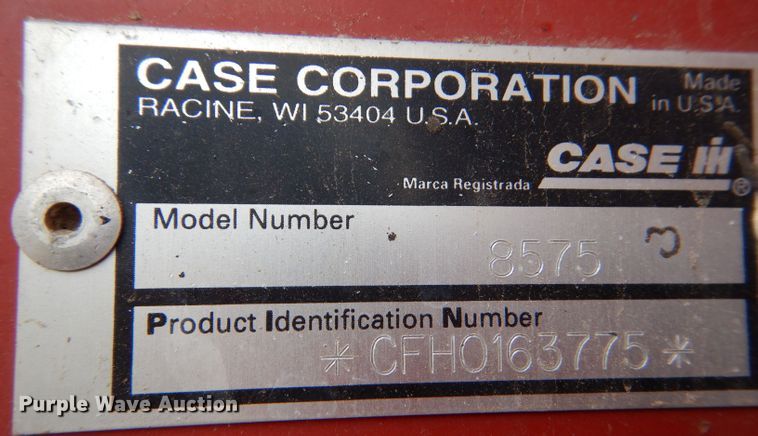 CASE CORPORATION
RACINE, WI 53404 U.S.A.
Made
in U.S.A.
CASE IH
Marca Registrada ®
Model Number
8575 3
Product Identification Number
* CFH0163775 *
Purple Wave Auction